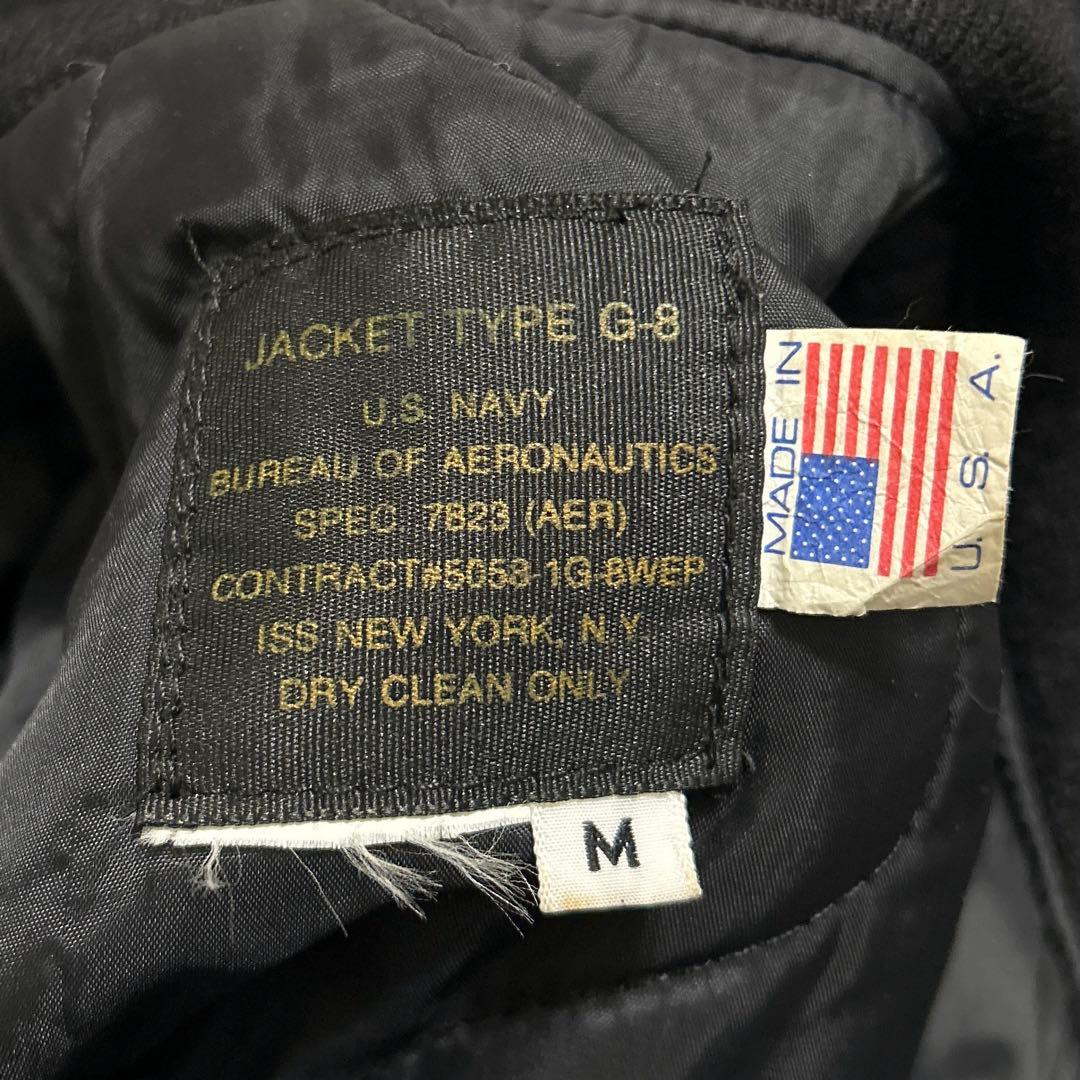 JACKET TYPE G-8
U.S. NAVY
BUREAU OF AERONAUTICS
SPEC 7823 (AER)
CONTRACT#5053-1G-8WEP
ISS NEW YORK, N.Y.
DRY CLEAN ONLY
M
MADE IN
U. S. A.